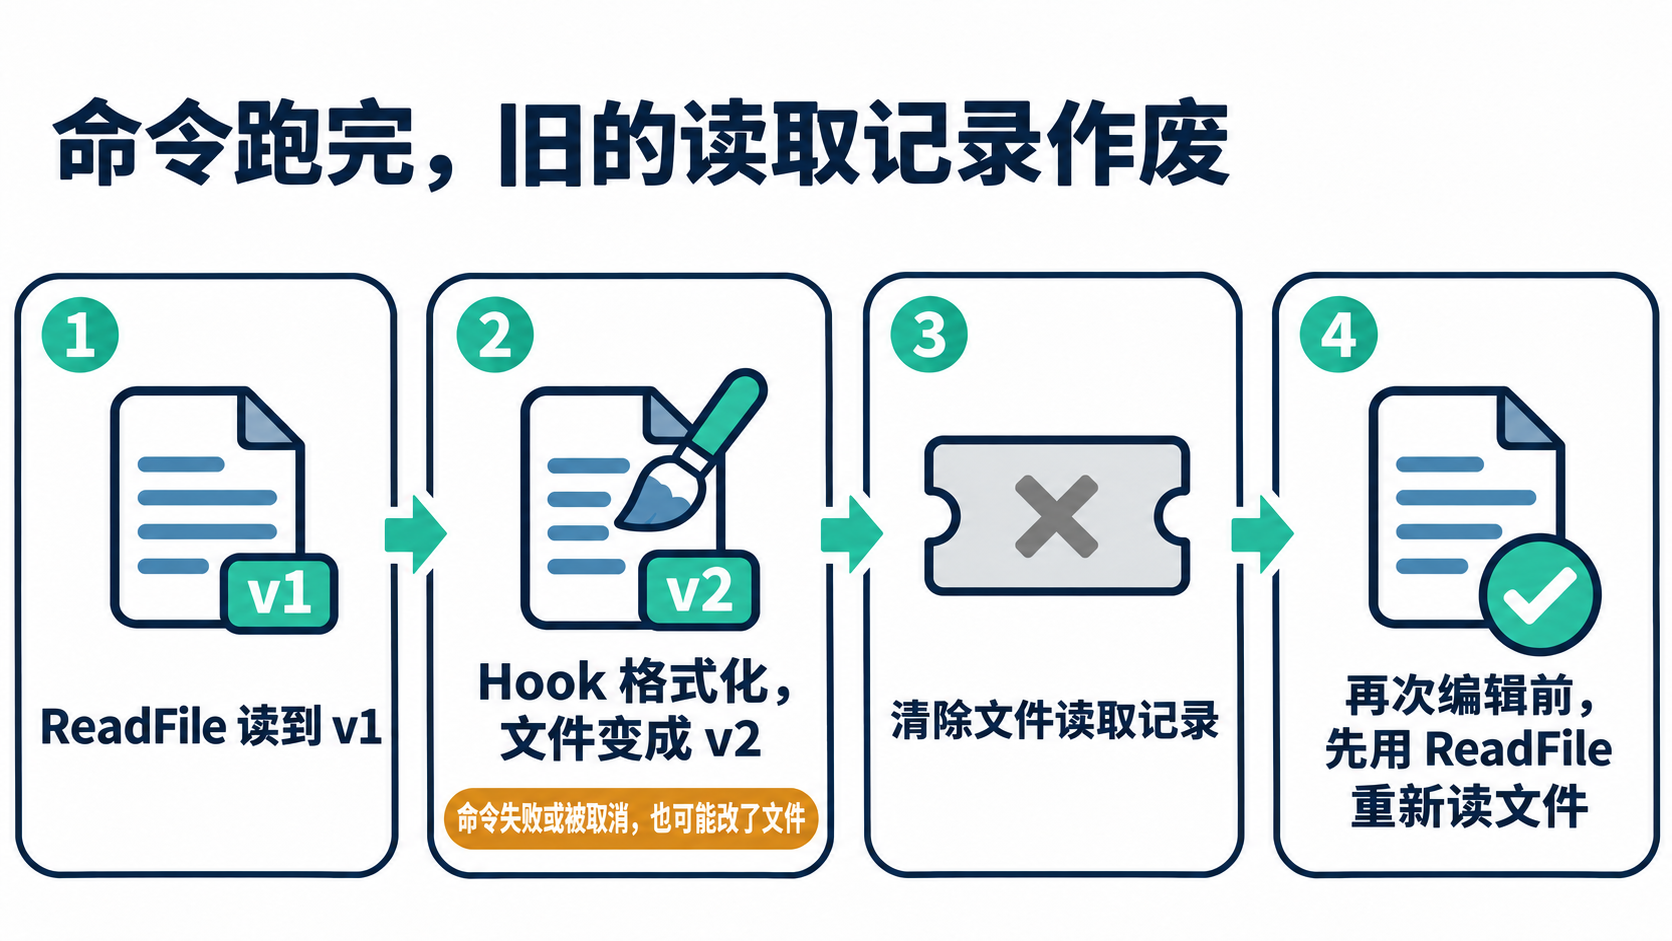 命令跑完，旧的读取记录作废
1
v1
ReadFile 读到 v1
2
v2
Hook 格式化，
文件变成 v2
命令失败或被取消，也可能改了文件
3
清除文件读取记录
4
再次编辑前，
先用 ReadFile
重新读文件